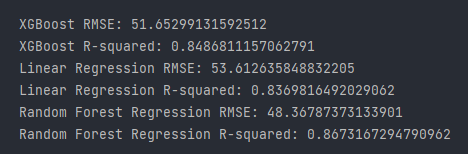 XGBoost RMSE: 51.65299131592512
XGBoost R-squared: 0.8486811157062791
Linear Regression RMSE: 53.612635848832205
Linear Regression R-squared: 0.8369816492029062
Random Forest Regression RMSE: 48.36787373133901
Random Forest Regression R-squared: 0.8673167294790962